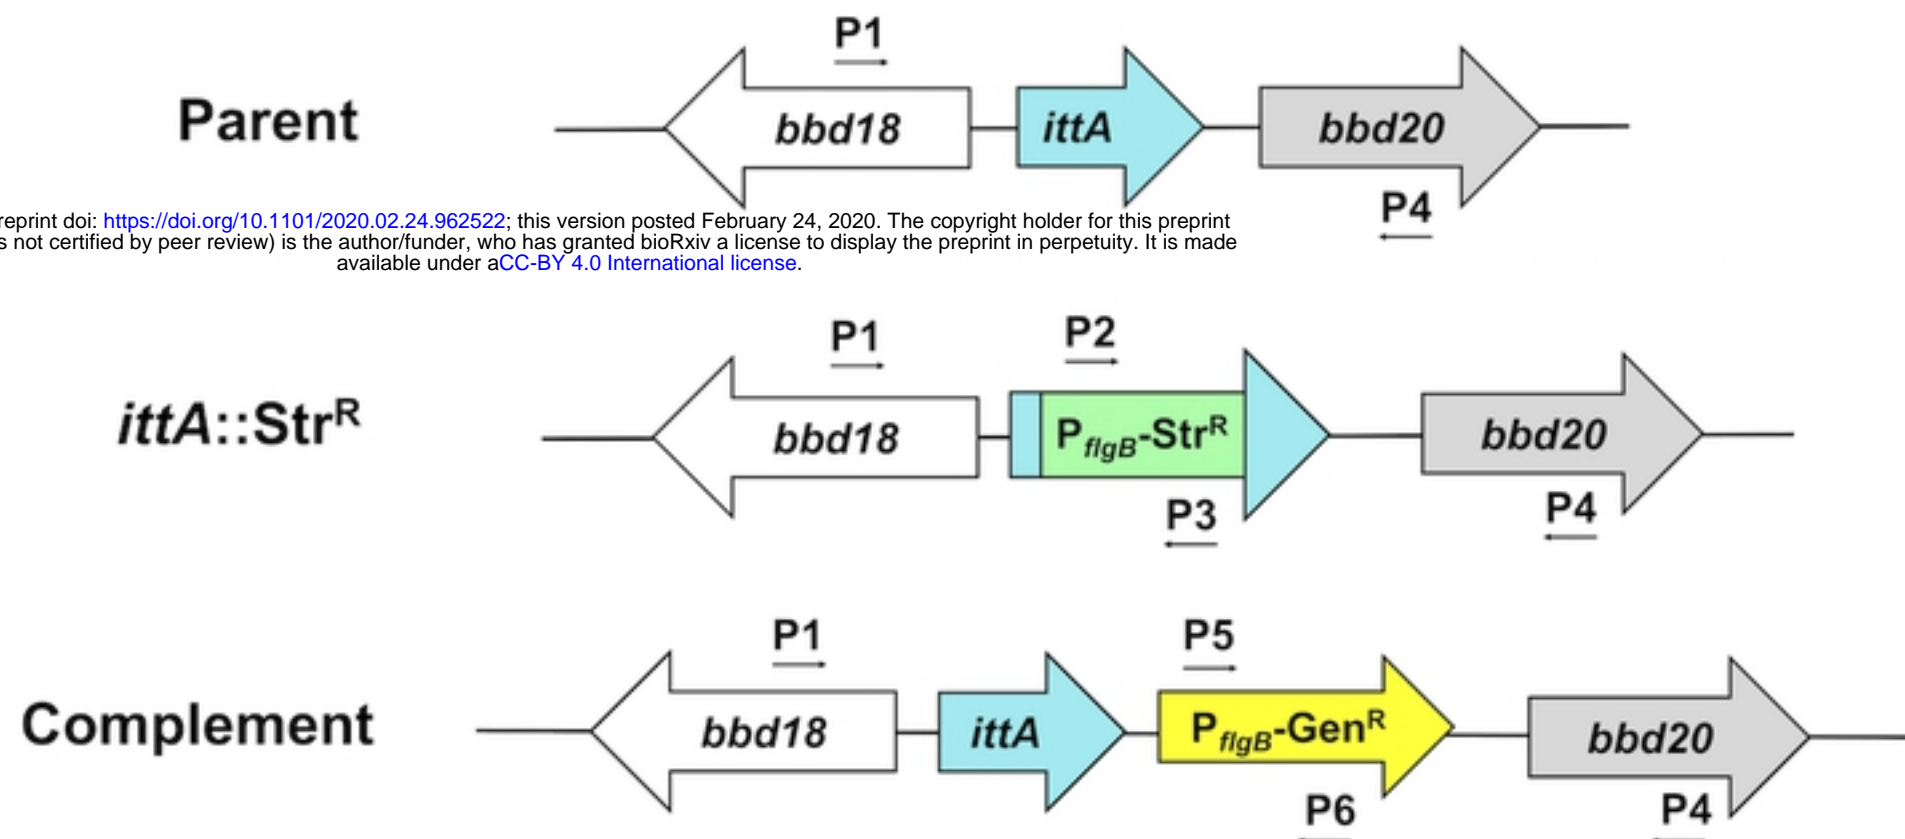 P1
Parent bbd18 ittA bbd20
P4
reprint doi: https://doi.org/10.1101/2020.02.24.962522; this version posted February 24, 2020. The copyright holder for this preprint
s not certified by peer review) is the author/funder, who has granted bioRxiv a license to display the preprint in perpetuity. It is made
available under aCC-BY 4.0 International license.
P1 P2
ittA::StrR bbd18 PflgB-StrR bbd20
P3 P4
P1 P5
Complement bbd18 ittA PflgB-GenR bbd20
P6 P4